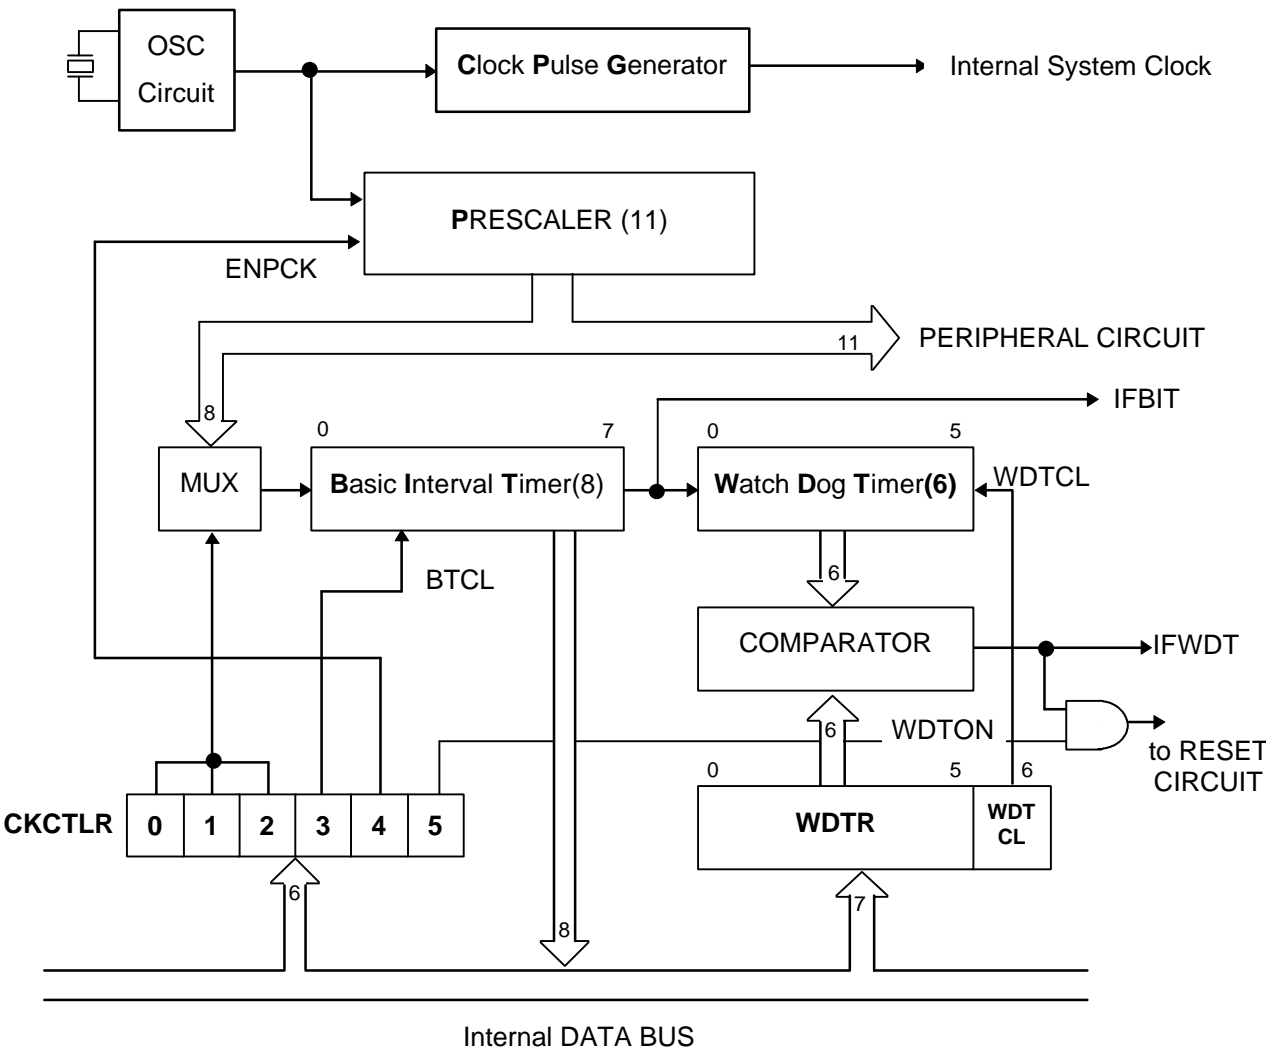 OSC
Circuit
Clock Pulse Generator
Internal System Clock
PRESCALER (11)
ENPCK
11
PERIPHERAL CIRCUIT
8
IFBIT
0
7
0
5
MUX
Basic Interval Timer(8)
Watch Dog Timer(6)
WDTCL
BTCL
6
COMPARATOR
IFWDT
6
WDTON
to RESET
CIRCUIT
0
5
6
CKCTLR
0
1
2
3
4
5
WDTR
WDT
CL
6
8
7
Internal DATA BUS